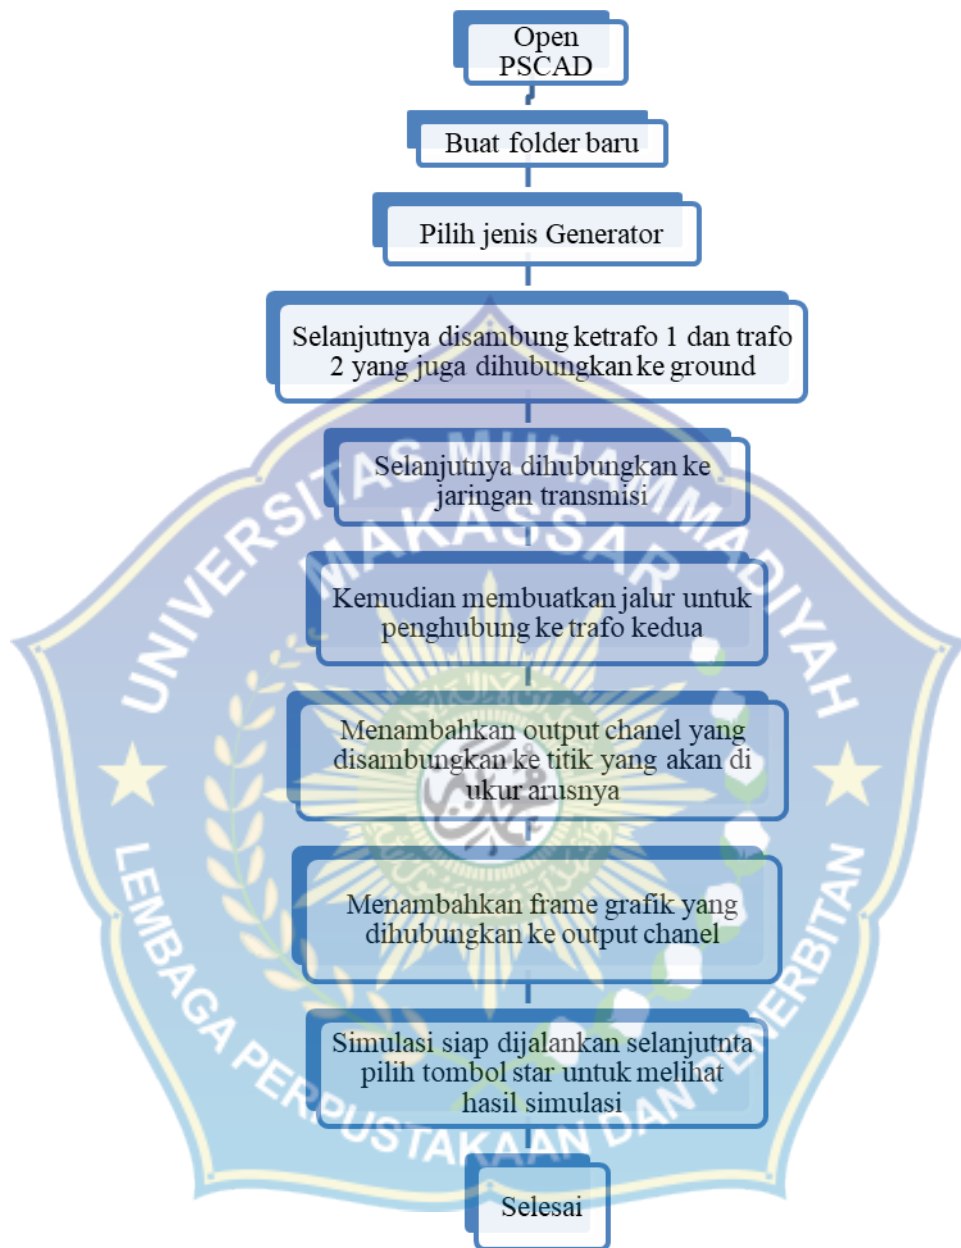 Open
PSCAD
Buat folder baru
Pilih jenis Generator
Selanjutnya disambung ketrafo 1 dan trafo
2 yang juga dihubungkan ke ground
Selanjutnya dihubungkan ke
jaringan transmisi
Kemudian membuatkan jalur untuk
penghubung ke trafo kedua
Menambahkan output chanel yang
disambungkan ke titik yang akan di
ukur arusnya
Menambahkan frame grafik yang
dihubungkan ke output chanel
Simulasi siap dijalankan selanjutnta
pilih tombol star untuk melihat
hasil simulasi
Selesai
UNIVERSITAS MUHAMMADIYAH
MAKASSAR
LEMBAGA PERPUSTAKAAN DAN PENERBITAN